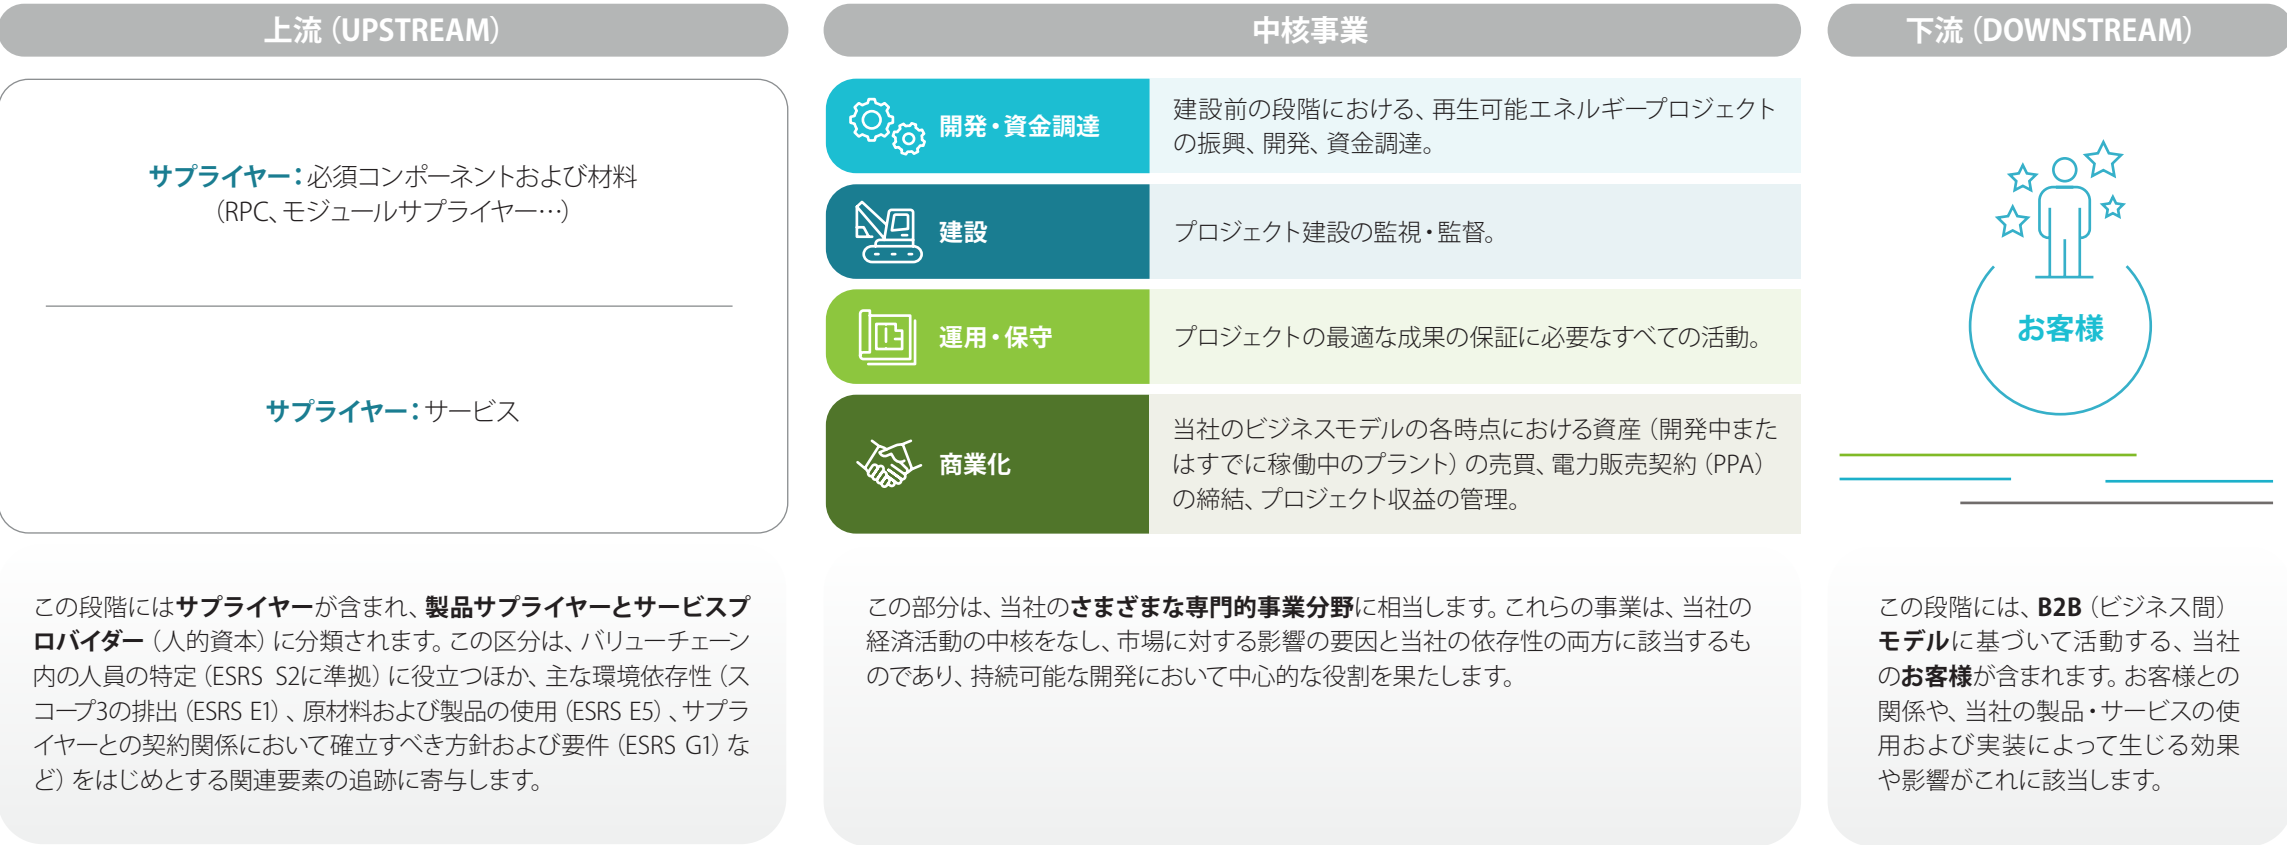 上流（UPSTREAM）
サプライヤー：必須コンポーネントおよび材料
（RPC、モジュールサプライヤー…）
サプライヤー：サービス
この段階にはサプライヤーが含まれ、製品サプライヤーとサービスプ
ロバイダー（人的資本）に分類されます。この区分は、バリューチェーン
内の人員の特定（ESRS S2に準拠）に役立つほか、主な環境依存性（ス
コープ3の排出（ESRS E1）、原材料および製品の使用（ESRS E5）、サプラ
イヤーとの契約関係において確立すべき方針および要件（ESRS G1）な
ど）をはじめとする関連要素の追跡に寄与します。
中核事業
開発・資金調達
建設前の段階における、再生可能エネルギープロジェクト
の振興、開発、資金調達。
建設
プロジェクト建設の監視・監督。
運用・保守
プロジェクトの最適な成果の保証に必要なすべての活動。
商業化
当社のビジネスモデルの各時点における資産（開発中また
はすでに稼働中のプラント）の売買、電力販売契約（PPA）
の締結、プロジェクト収益の管理。
この部分は、当社のさまざまな専門的事業分野に相当します。これらの事業は、当社の
経済活動の中核をなし、市場に対する影響の要因と当社の依存性の両方に該当するも
のであり、持続可能な開発において中心的な役割を果たします。
下流（DOWNSTREAM）
お客様
この段階には、B2B（ビジネス間）
モデルに基づいて活動する、当社
のお客様が含まれます。お客様との
関係や、当社の製品・サービスの使
用および実装によって生じる効果
や影響がこれに該当します。